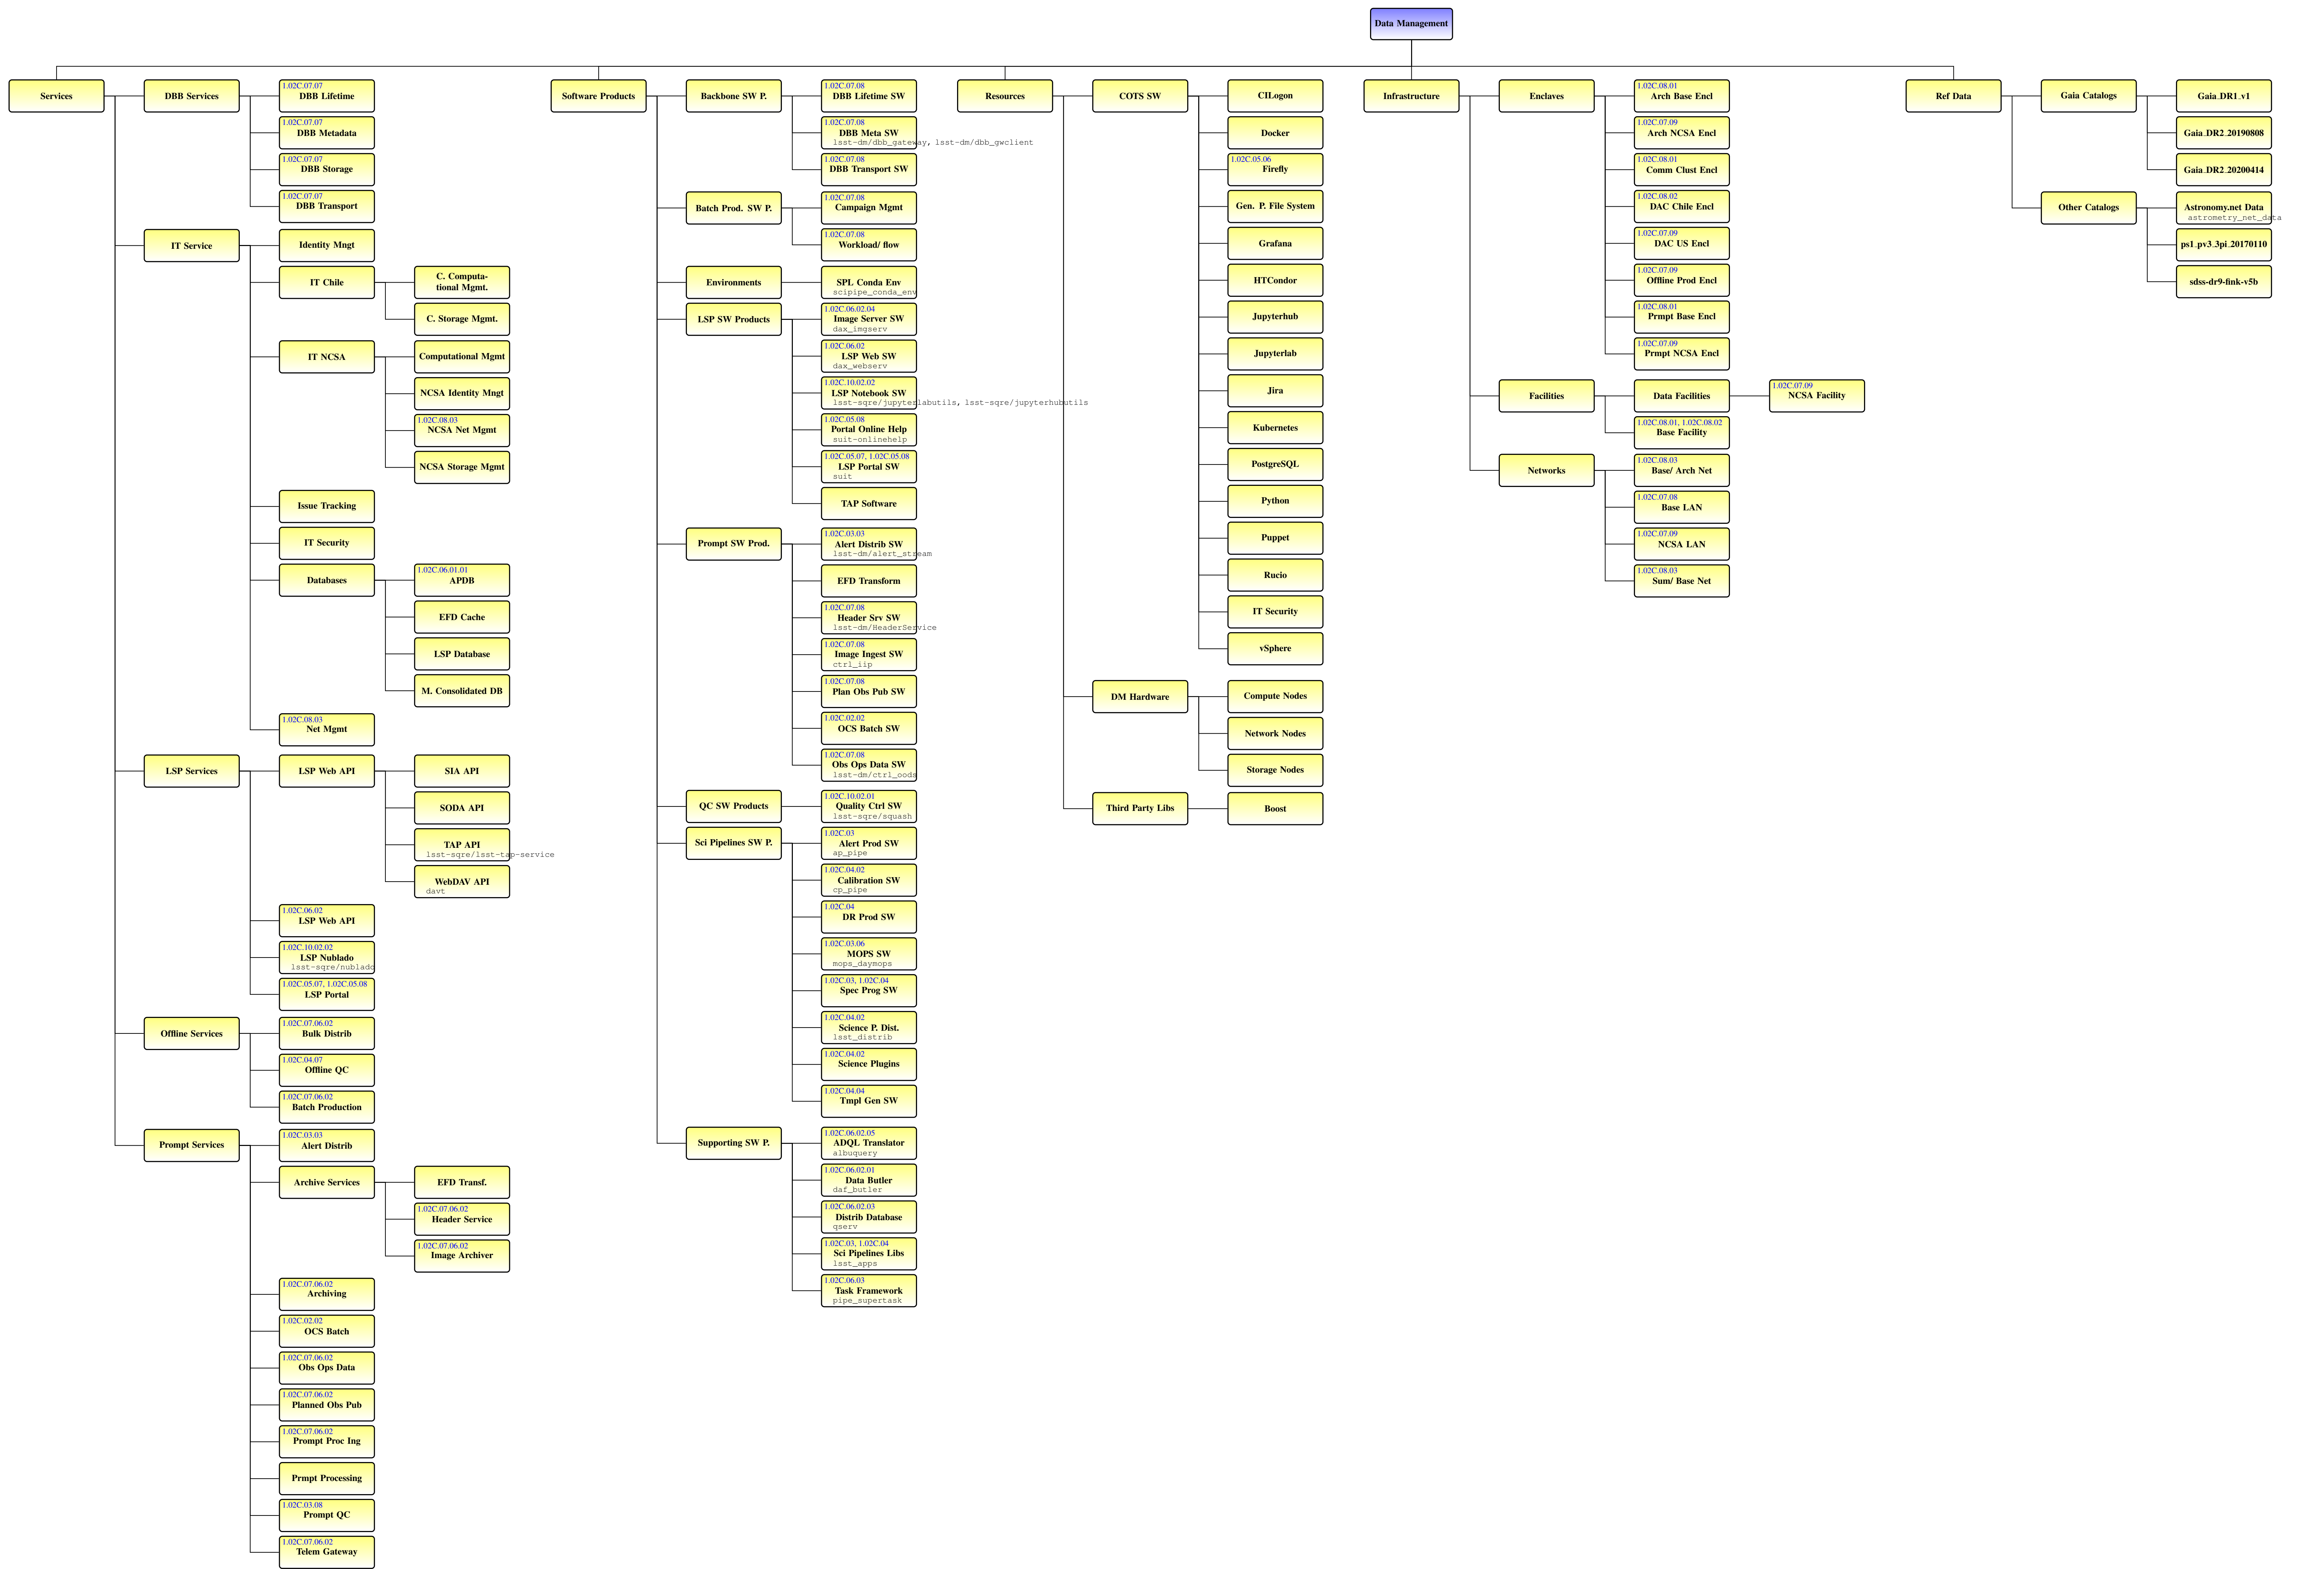 Data Management
Services
DBB Services
1.02C.07.07
DBB Lifetime
1.02C.07.07
DBB Metadata
1.02C.07.07
DBB Storage
1.02C.07.07
DBB Transport
IT Service
Identity Mngt
IT Chile
C. Computa-
tional Mgmt.
C. Storage Mgmt.
IT NCSA
Computational Mgmt
NCSA Identity Mngt
1.02C.08.03
NCSA Net Mgmt
NCSA Storage Mgmt
Issue Tracking
IT Security
Databases
1.02C.06.01.01
APDB
EFD Cache
LSP Database
M. Consolidated DB
1.02C.08.03
Net Mgmt
LSP Services
LSP Web API
SIA API
SODA API
TAP API
lsst-sqre/lsst-tap-service
WebDAV API
davt
1.02C.06.02
LSP Web API
1.02C.10.02.02
LSP Nublado
lsst-sqre/nublado
1.02C.05.07, 1.02C.05.08
LSP Portal
Offline Services
1.02C.07.06.02
Bulk Distrib
1.02C.04.07
Offline QC
1.02C.07.06.02
Batch Production
Prompt Services
1.02C.03.03
Alert Distrib
Archive Services
EFD Transf.
1.02C.07.06.02
Header Service
1.02C.07.06.02
Image Archiver
1.02C.07.06.02
Archiving
1.02C.02.02
OCS Batch
1.02C.07.06.02
Obs Ops Data
1.02C.07.06.02
Planned Obs Pub
1.02C.07.06.02
Prompt Proc Ing
Prmpt Processing
1.02C.03.08
Prompt QC
1.02C.07.06.02
Telem Gateway
Software Products
Backbone SW P.
1.02C.07.08
DBB Lifetime SW
1.02C.07.08
DBB Meta SW
lsst-dm/dbb_gateway, lsst-dm/dbb_gwclient
1.02C.07.08
DBB Transport SW
Batch Prod. SW P.
1.02C.07.08
Campaign Mgmt
1.02C.07.08
Workload/ flow
Environments
SPL Conda Env
scipipe_conda_env
LSP SW Products
1.02C.06.02.04
Image Server SW
dax_imgserv
1.02C.06.02
LSP Web SW
dax_webserv
1.02C.10.02.02
LSP Notebook SW
lsst-sqre/jupyterlabutils, lsst-sqre/jupyterhubutils
1.02C.05.08
Portal Online Help
suit-onlinehelp
1.02C.05.07, 1.02C.05.08
LSP Portal SW
suit
TAP Software
Prompt SW Prod.
1.02C.03.03
Alert Distrib SW
lsst-dm/alert_stream
EFD Transform
1.02C.07.08
Header Srv SW
lsst-dm/HeaderService
1.02C.07.08
Image Ingest SW
ctrl_iip
1.02C.07.08
Plan Obs Pub SW
1.02C.02.02
OCS Batch SW
1.02C.07.08
Obs Ops Data SW
lsst-dm/ctrl_oods
QC SW Products
1.02C.10.02.01
Quality Ctrl SW
lsst-sqre/squash
Sci Pipelines SW P.
1.02C.03
Alert Prod SW
ap_pipe
1.02C.04.02
Calibration SW
cp_pipe
1.02C.04
DR Prod SW
1.02C.03.06
MOPS SW
mops_daymops
1.02C.03, 1.02C.04
Spec Prog SW
1.02C.04.02
Science P. Dist.
lsst_distrib
1.02C.04.02
Science Plugins
1.02C.04.04
Tmpl Gen SW
Supporting SW P.
1.02C.06.02.05
ADQL Translator
albuquery
1.02C.06.02.01
Data Butler
daf_butler
1.02C.06.02.03
Distrib Database
qserv
1.02C.03, 1.02C.04
Sci Pipelines Libs
lsst_apps
1.02C.06.03
Task Framework
pipe_supertask
Resources
COTS SW
CILogon
Docker
1.02C.05.06
Firefly
Gen. P. File System
Grafana
HTCondor
Jupyterhub
Jupyterlab
Jira
Kubernetes
PostgreSQL
Python
Puppet
Rucio
IT Security
vSphere
DM Hardware
Compute Nodes
Network Nodes
Storage Nodes
Third Party Libs
Boost
Infrastructure
Enclaves
1.02C.08.01
Arch Base Encl
1.02C.07.09
Arch NCSA Encl
1.02C.08.01
Comm Clust Encl
1.02C.08.02
DAC Chile Encl
1.02C.07.09
DAC US Encl
1.02C.07.09
Offline Prod Encl
1.02C.08.01
Prmpt Base Encl
1.02C.07.09
Prmpt NCSA Encl
Facilities
Data Facilities
1.02C.07.09
NCSA Facility
1.02C.08.01, 1.02C.08.02
Base Facility
Networks
1.02C.08.03
Base/ Arch Net
1.02C.07.08
Base LAN
1.02C.07.09
NCSA LAN
1.02C.08.03
Sum/ Base Net
Ref Data
Gaia Catalogs
Gaia_DR1_v1
Gaia_DR2_20190808
Gaia_DR2_20200414
Other Catalogs
Astronomy.net Data
astrometry_net_data
ps1_pv3_3pi_20170110
sdss-dr9-fink-v5b